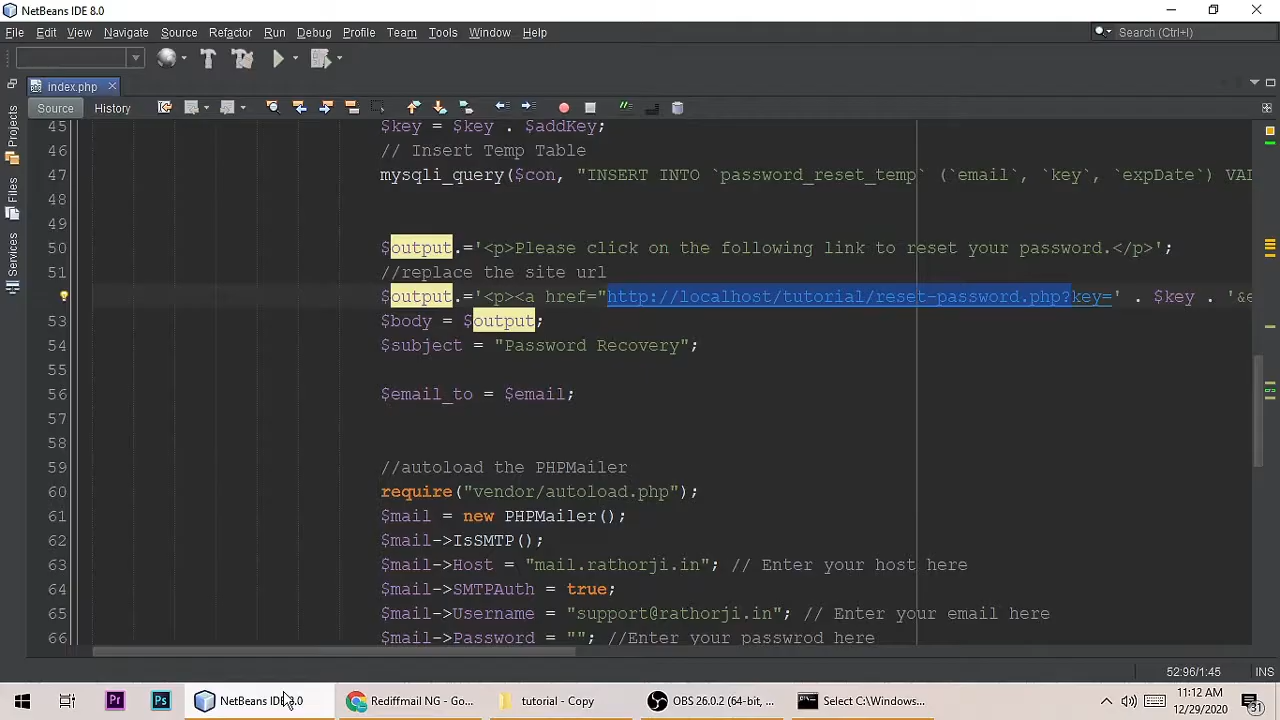 NetBeans IDE 8.0
File Edit View Navigate Source Refactor Run Debug Profile Team Tools Window Help
Search (Ctrl+I)
index.php
Source History
Projects
Files
Services
45 $key = $key . $addKey;
46 // Insert Temp Table
47 mysqli_query($con, "INSERT INTO `password_reset_temp` (`email`, `key`, `expDate`) VAL
48
49
50 $output.='<p>Please click on the following link to reset your password.</p>';
51 //replace the site url
$output.='<p><a href="http://localhost/tutorial/reset-password.php?key=' . $key . '&e
53 $body = $output;
54 $subject = "Password Recovery";
55
56 $email_to = $email;
57
58
59 //autoload the PHPMailer
60 require("vendor/autoload.php");
61 $mail = new PHPMailer();
62 $mail->IsSMTP();
63 $mail->Host = "mail.rathorji.in"; // Enter your host here
64 $mail->SMTPAuth = true;
65 $mail->Username = "support@rathorji.in"; // Enter your email here
66 $mail->Password = ""; //Enter your passwrod here
52:96/1:45 INS
Pr Ps NetBeans IDE 8.0 Rediffmail NG - Go... tutorial - Copy OBS 26.0.2 (64-bit, ... Select C:\Windows...
11:12 AM
12/29/2020
31